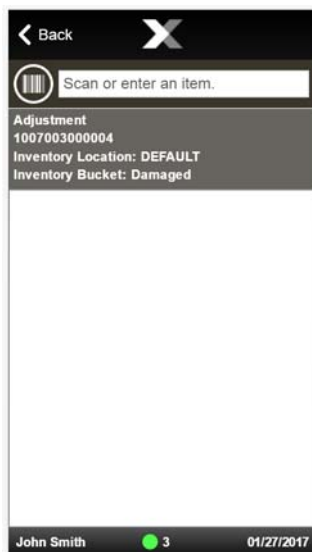 Back
Scan or enter an item.
Adjustment
1007003000004
Inventory Location: DEFAULT
Inventory Bucket: Damaged
John Smith 3 01/27/2017